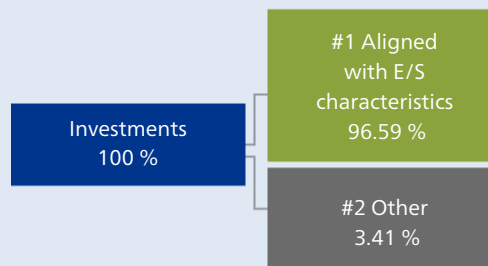 Investments
100 %
#1 Aligned
with E/S
characteristics
96.59 %
#2 Other
3.41 %